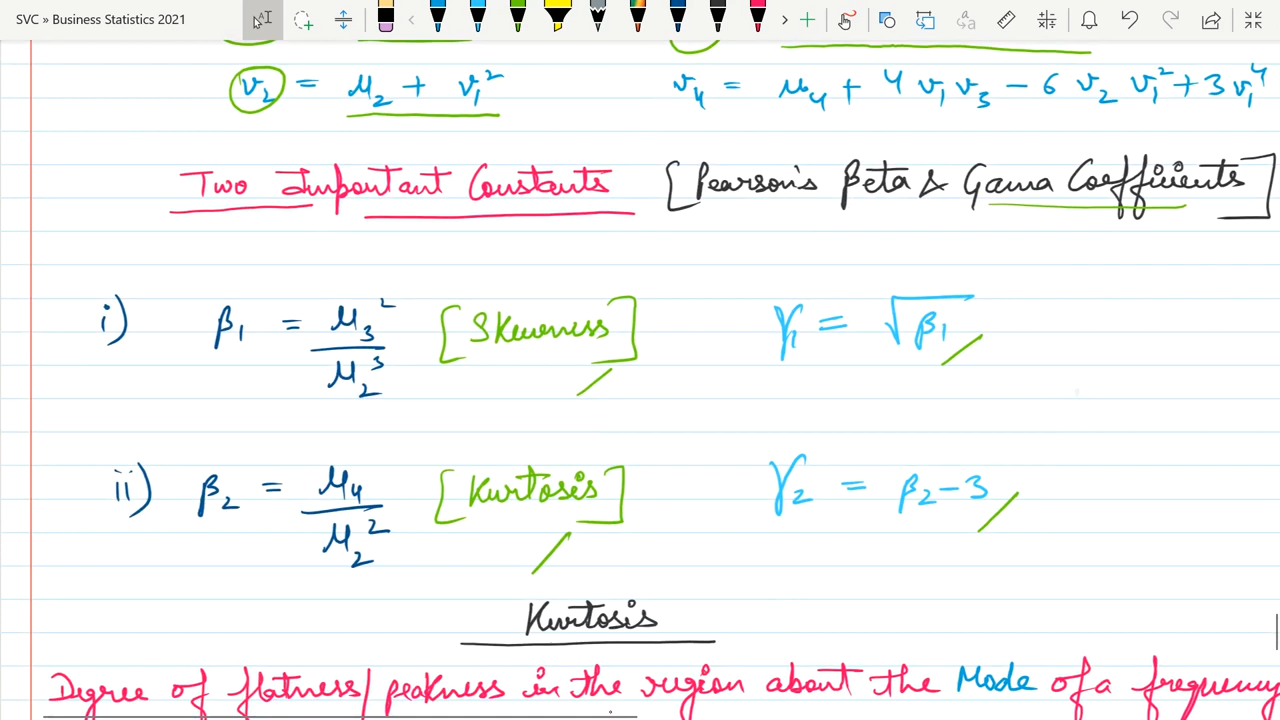 SVC » Business Statistics 2021
v₂ = μ₂ + v₁² v₄ = μ₄ + 4 v₁ v₃ − 6 v₂ v₁² + 3 v₁⁴
Two Important Constants [Pearson's Beta & Gama Coefficients]
i) β₁ = μ₃² / μ₂³ [Skewness] γ₁ = √β₁
ii) β₂ = μ₄ / μ₂² [Kurtosis] γ₂ = β₂ − 3
Kurtosis
Degree of flatness/peakness in the region about the Mode of a frequency